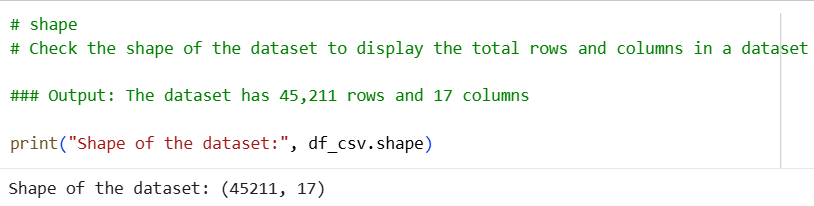 # shape
# Check the shape of the dataset to display the total rows and columns in a dataset
### Output: The dataset has 45,211 rows and 17 columns
print("Shape of the dataset:", df_csv.shape)
Shape of the dataset: (45211, 17)